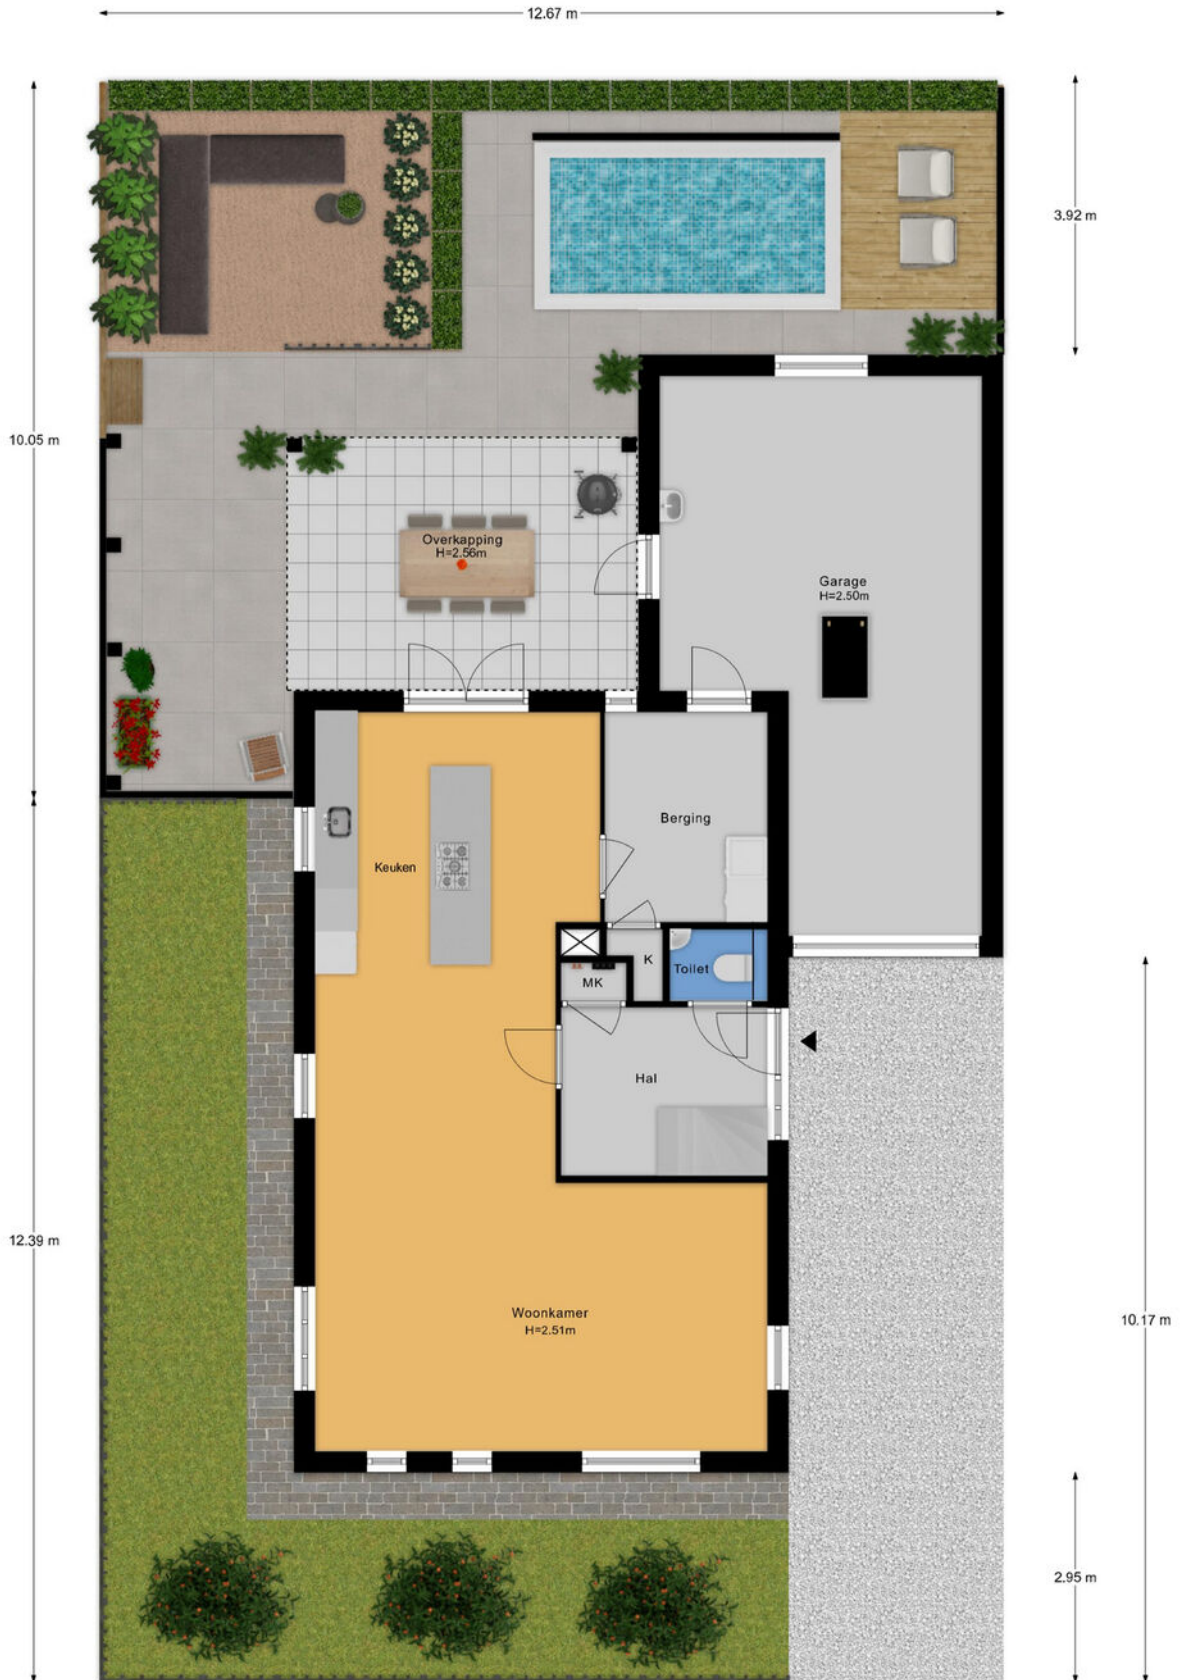 12.67 m
3.92 m
10.05 m
Overkapping
H=2.56m
Garage
H=2.50m
Berging
Keuken
K
Toilet
MK
Hal
12.39 m
Woonkamer
H=2.51m
10.17 m
2.95 m